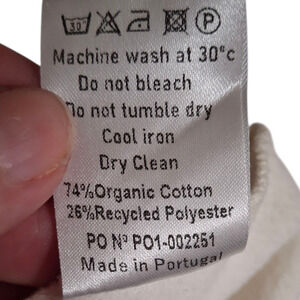 30°
P
Machine wash at 30°c
Do not bleach
Do not tumble dry
Cool iron
Dry Clean
74%Organic Cotton
26%Recycled Polyester
PO Nº PO1-002251
Made in Portugal